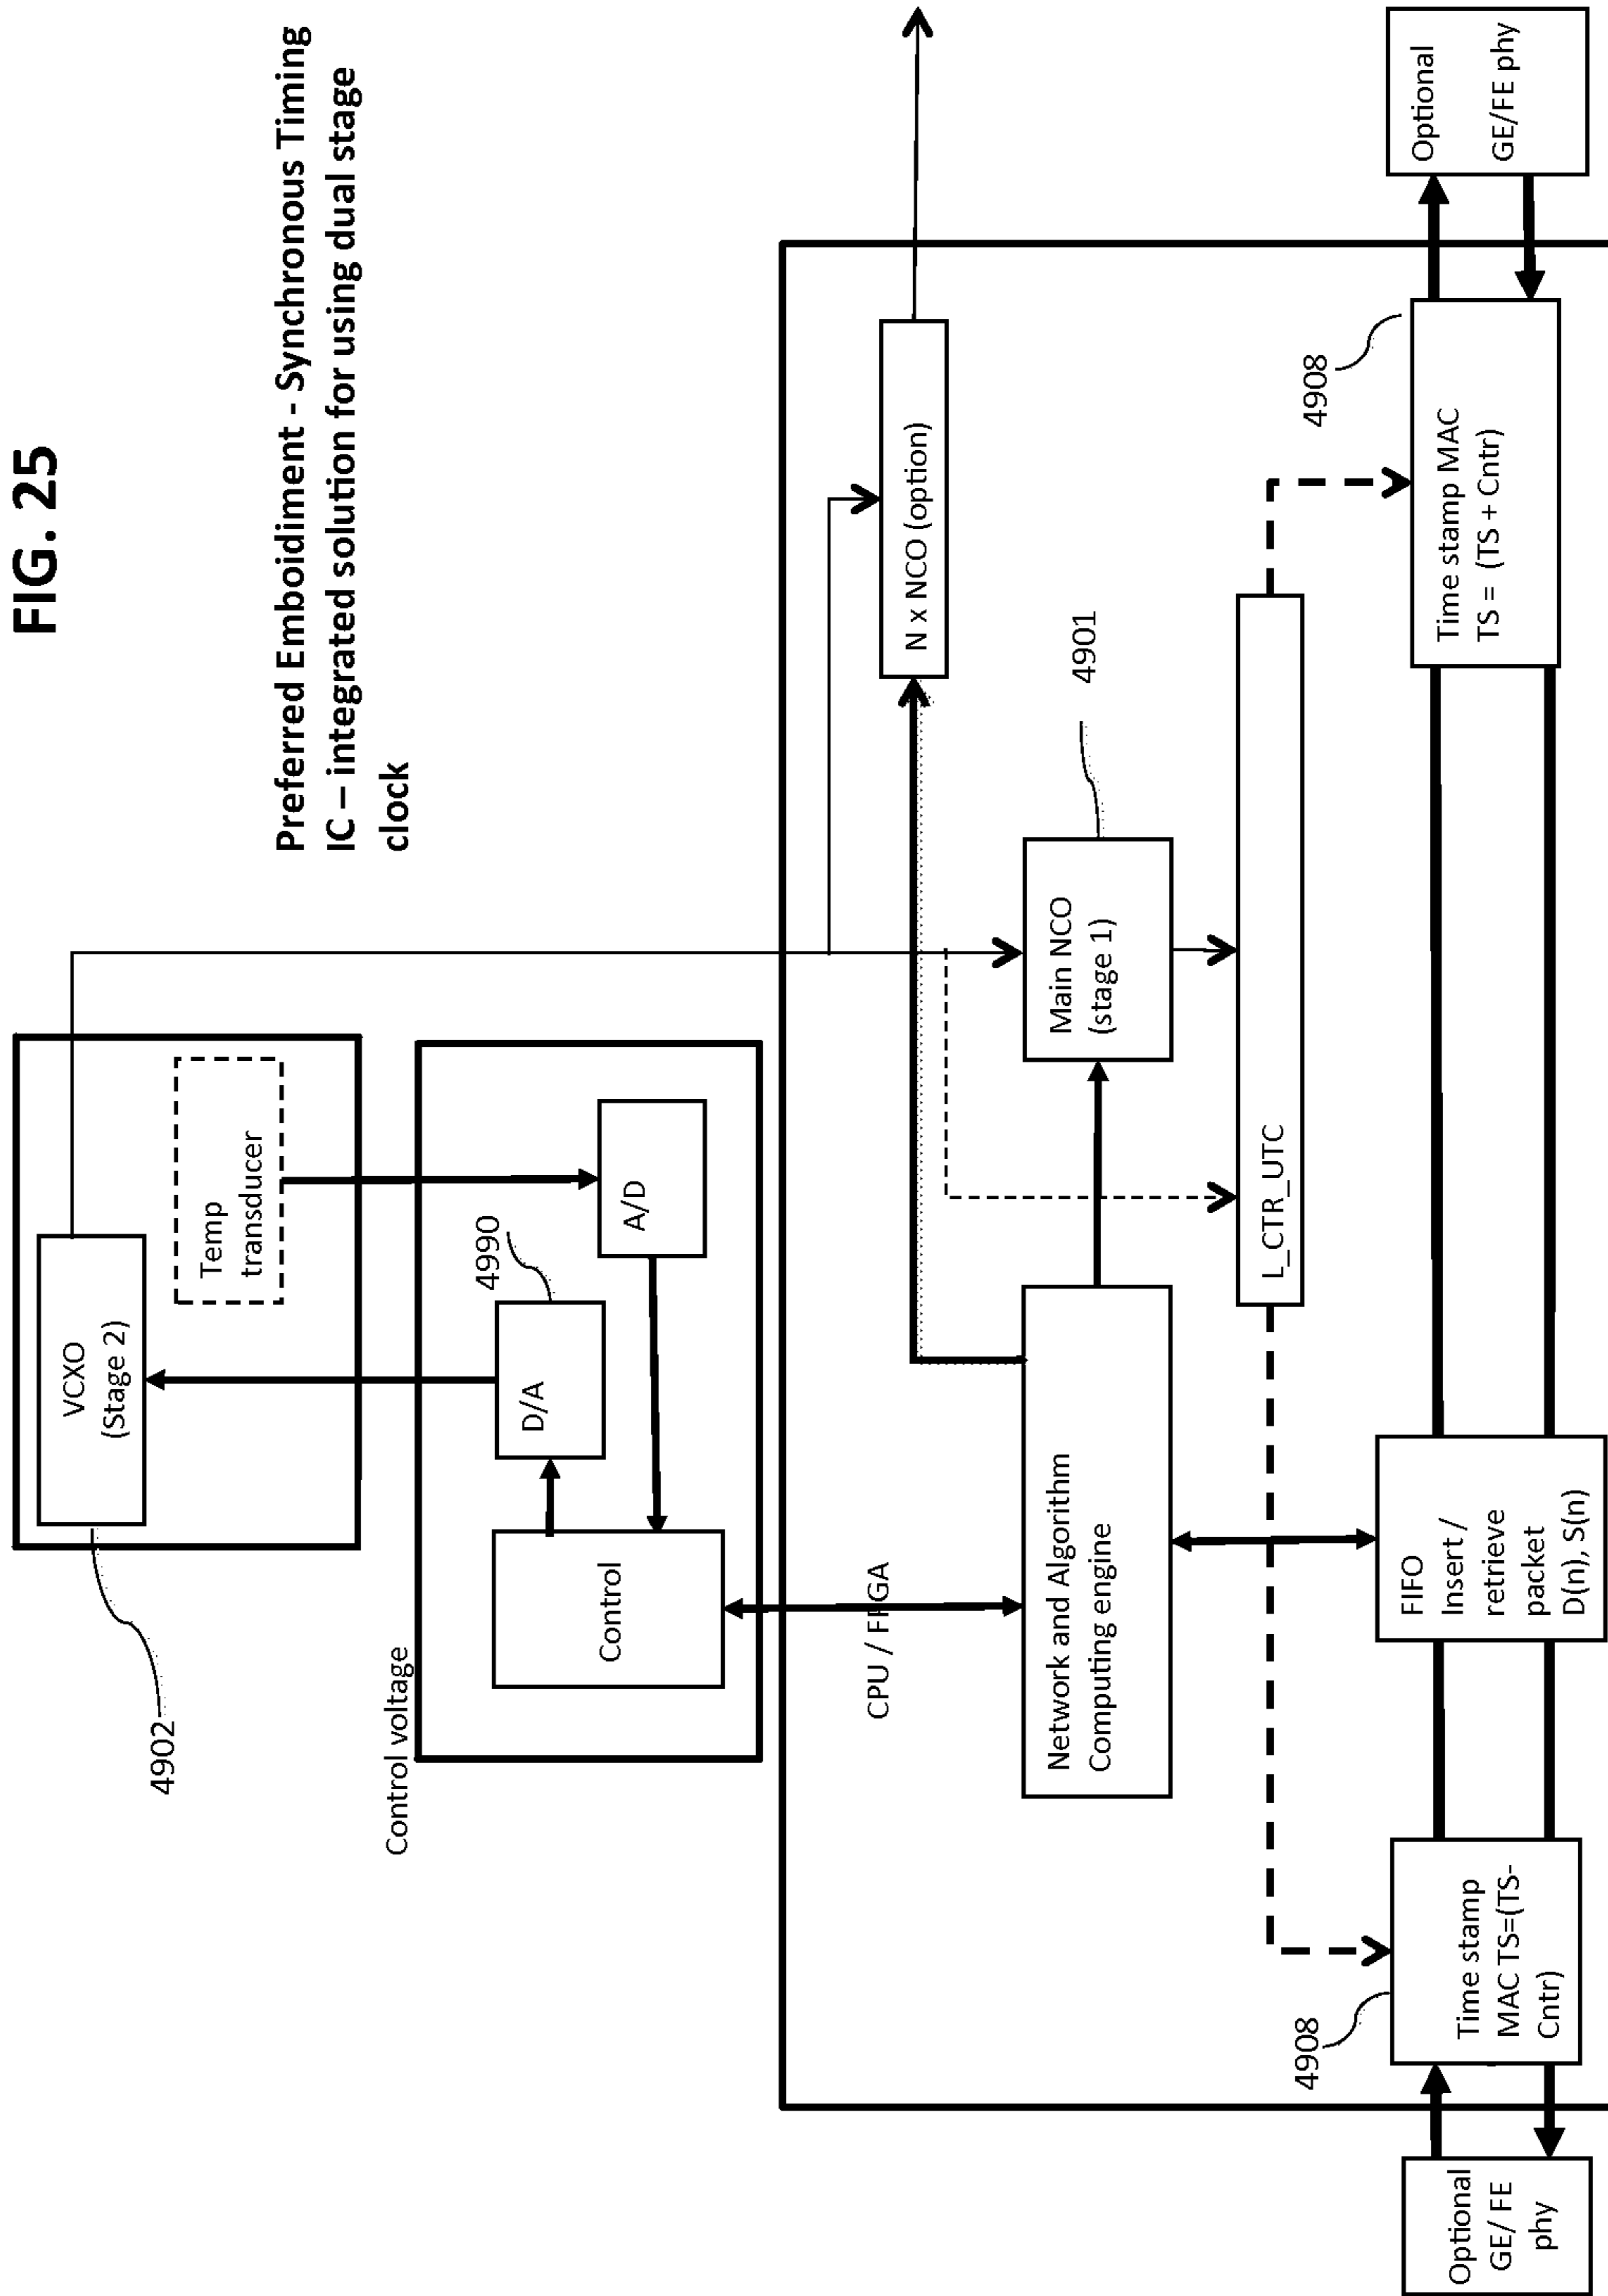 FIG. 25
Preferred Emboidiment - Synchronous Timing
IC – integrated solution for using dual stage
clock
4902
VCXO
(Stage 2)
Temp
transducer
Control voltage
4990
D/A
A/D
Control
CPU / FPGA
N x NCO (option)
Network and Algorithm
Computing engine
Main NCO
(stage 1)
4901
L_CTR_UTC
4908
4908
Optional
GE/ FE
phy
Time stamp
MAC TS=(TS-
Cntr)
FIFO
Insert /
retrieve
packet
D(n), S(n)
Time stamp MAC
TS = (TS + Cntr)
Optional
GE/FE phy